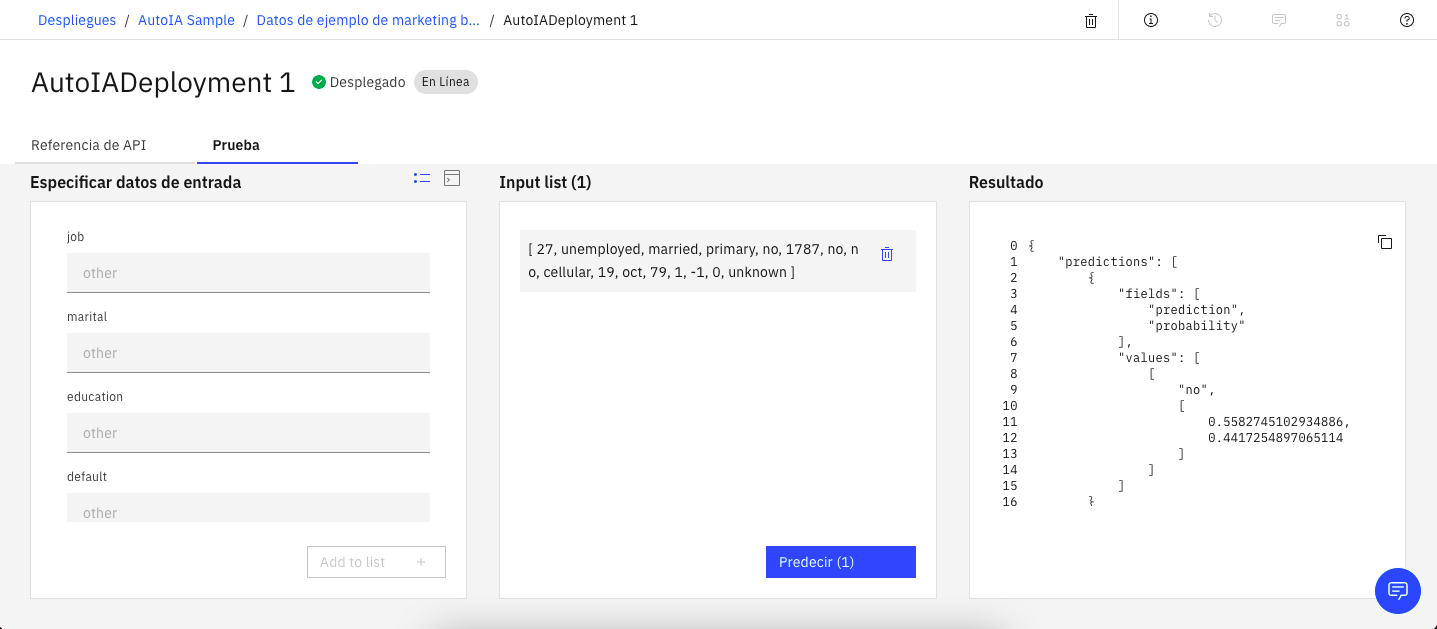 Despliegues / AutoIA Sample / Datos de ejemplo de marketing b... / AutoIADeployment 1
AutoIADeployment 1
Desplegado
En Línea
Referencia de API
Prueba
Especificar datos de entrada
job
other
marital
other
education
other
default
other
Add to list +
Input list (1)
[ 27, unemployed, married, primary, no, 1787, no, n
o, cellular, 19, oct, 79, 1, -1, 0, unknown ]
Predecir (1)
Resultado
0 {
1 "predictions": [
2 {
3 "fields": [
4 "prediction",
5 "probability"
6 ],
7 "values": [
8 [
9 "no",
10 [
11 0.5582745102934886,
12 0.4417254897065114
13 ]
14 ]
15 ]
16 }